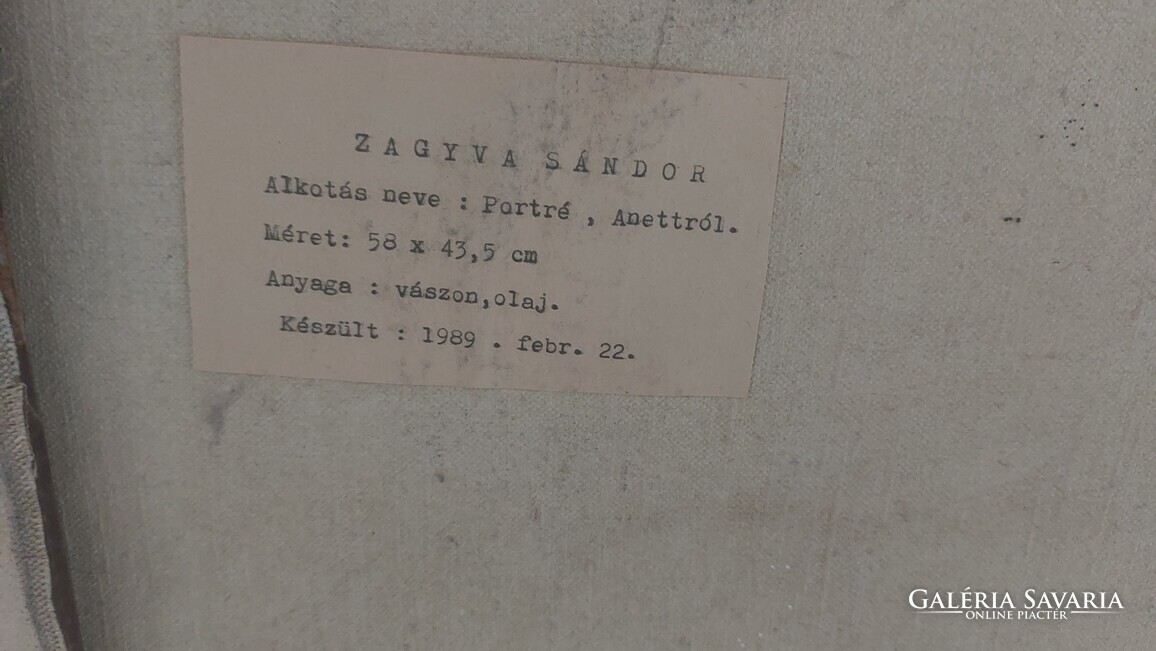 ZAGYVA SÁNDOR
Alkotás neve : Portré , Anettról.
Méret: 58 x 43,5 cm
Anyaga : vászon,olaj.
Készült : 1989 . febr. 22.
GALÉRIA SAVARIA
ONLINE PIACTÉR